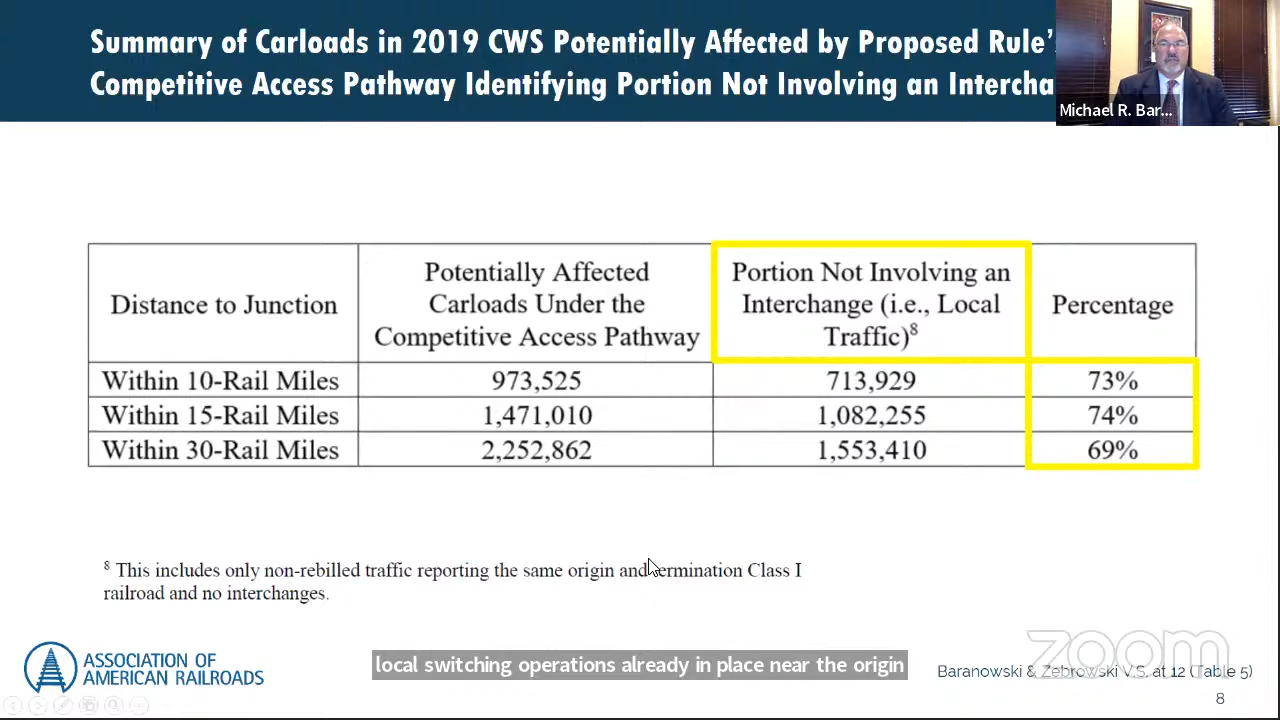 Summary of Carloads in 2019 CWS Potentially Affected by Proposed Rule's
Competitive Access Pathway Identifying Portion Not Involving an Intercha
Michael R. Bar...
Distance to Junction
Potentially Affected
Carloads Under the
Competitive Access Pathway
Portion Not Involving an
Interchange (i.e., Local
Traffic)⁸
Percentage
Within 10-Rail Miles 973,525 713,929 73%
Within 15-Rail Miles 1,471,010 1,082,255 74%
Within 30-Rail Miles 2,252,862 1,553,410 69%
⁸ This includes only non-rebilled traffic reporting the same origin and termination Class I
railroad and no interchanges.
zoom
ASSOCIATION OF
AMERICAN RAILROADS
local switching operations already in place near the origin
Baranowski & Zebrowski V.S. at 12 (Table 5)
8